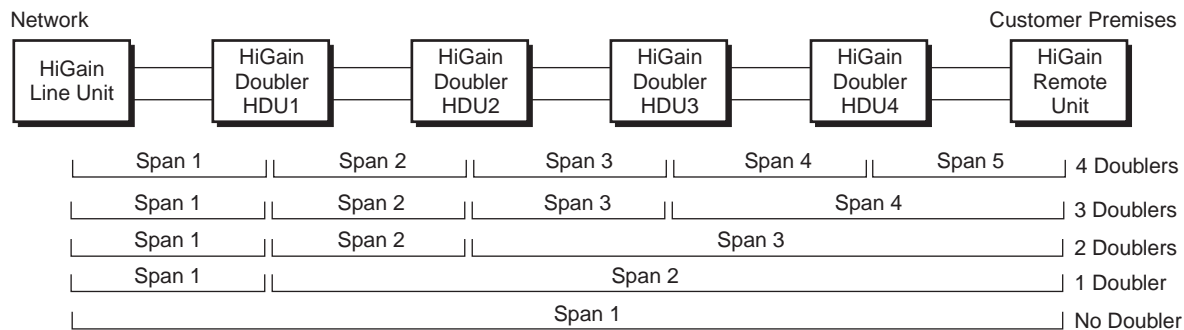 Network
Customer Premises
HiGain
Line Unit
HiGain
Doubler
HDU1
HiGain
Doubler
HDU2
HiGain
Doubler
HDU3
HiGain
Doubler
HDU4
HiGain
Remote
Unit
Span 1 Span 2 Span 3 Span 4 Span 5 4 Doublers
Span 1 Span 2 Span 3 Span 4 3 Doublers
Span 1 Span 2 Span 3 2 Doublers
Span 1 Span 2 1 Doubler
Span 1 No Doubler